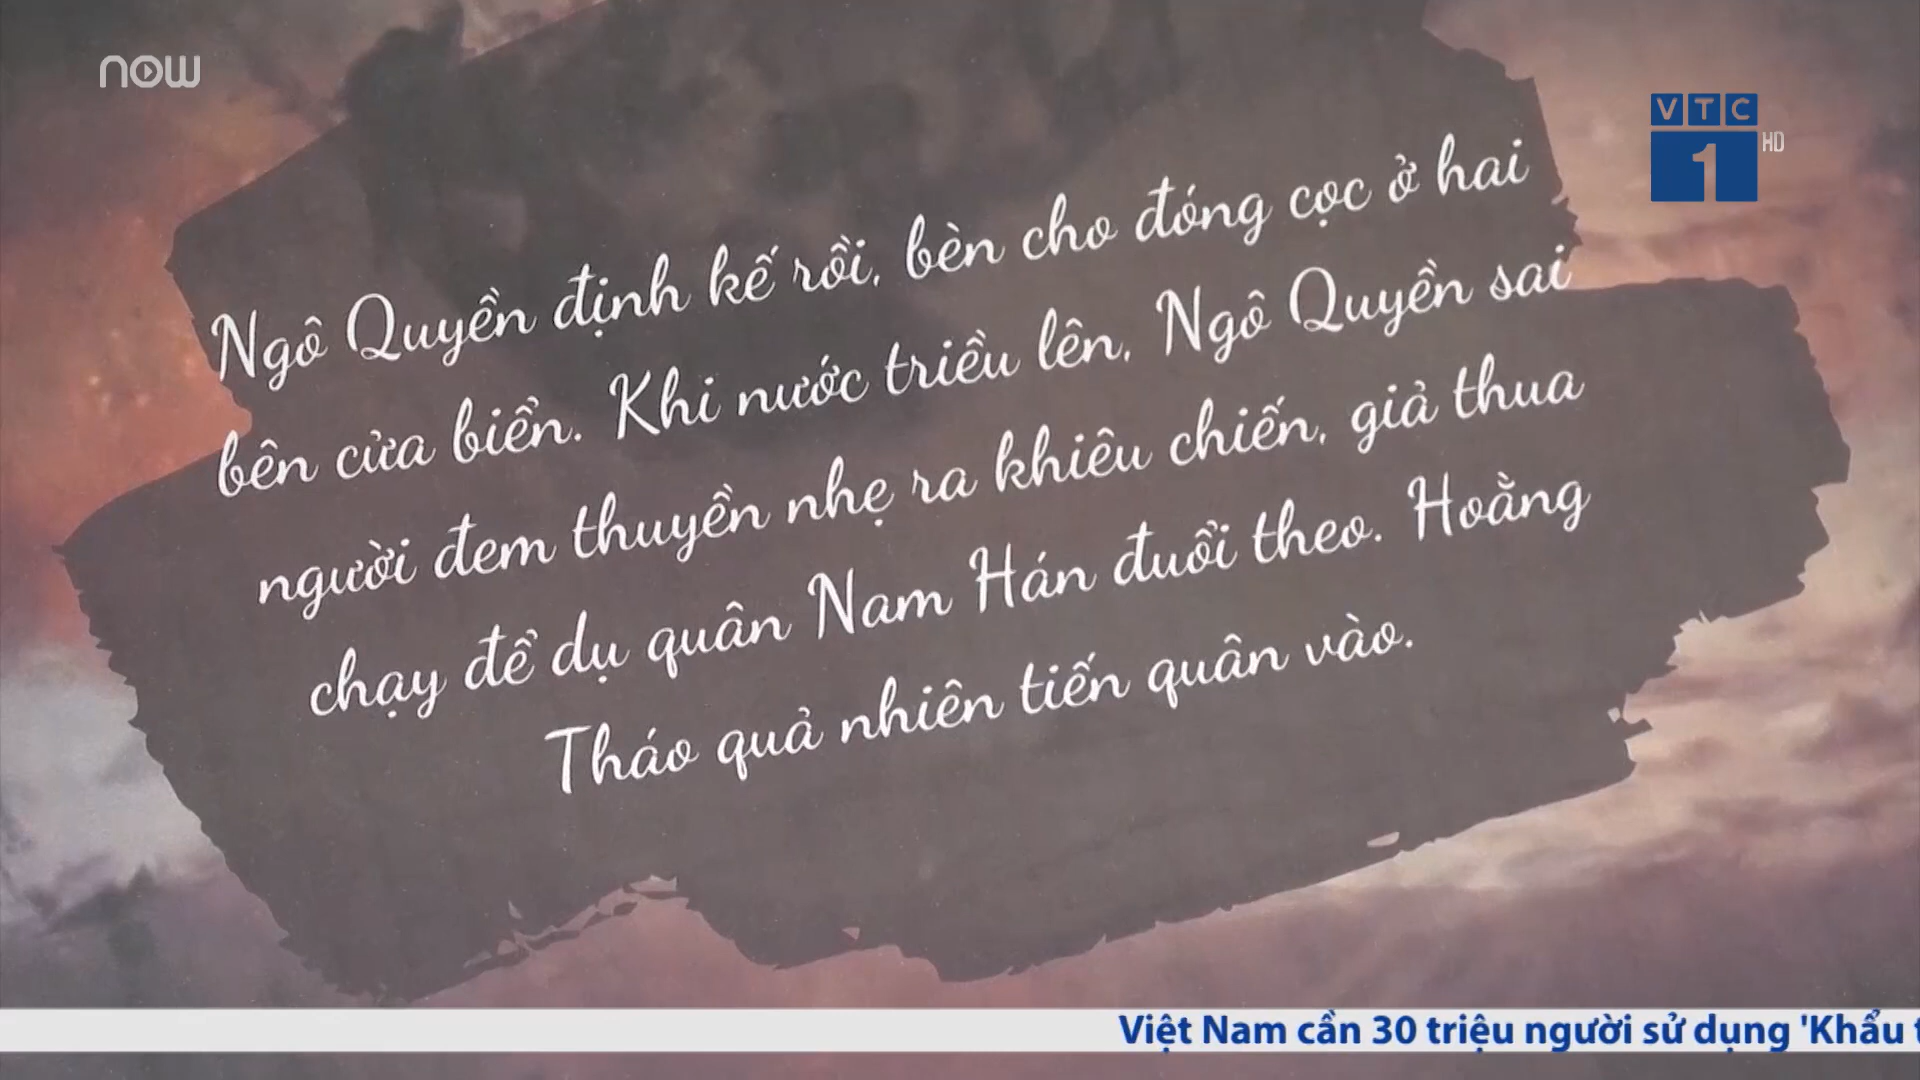 now
VTC
1 HD
Ngô Quyền định kế rồi, bèn cho đóng cọc ở hai
bên cửa biển. Khi nước triều lên, Ngô Quyền sai
người đem thuyền nhẹ ra khiêu chiến, giả thua
chạy để dụ quân Nam Hán đuổi theo. Hoằng
Tháo quả nhiên tiến quân vào.
Việt Nam cần 30 triệu người sử dụng 'Khẩu